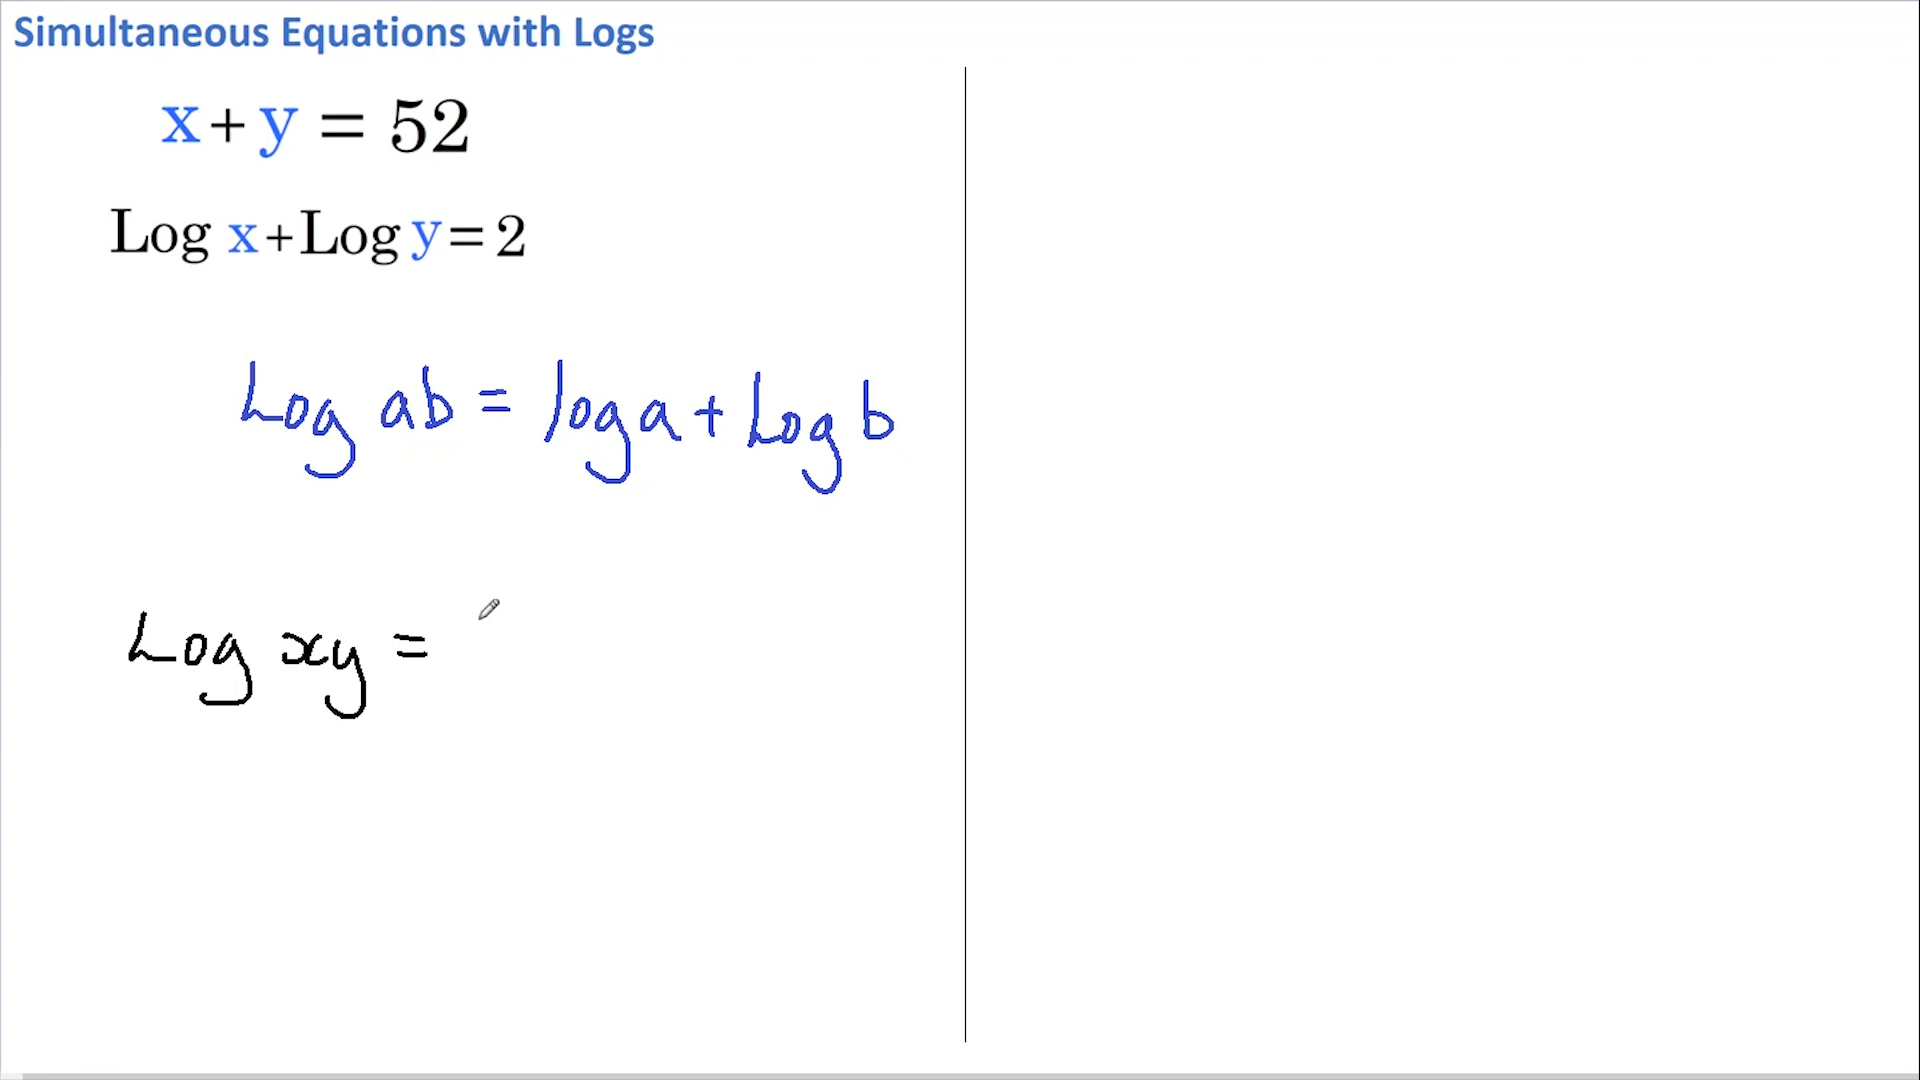 Simultaneous Equations with Logs
x + y = 52
Log x + Log y = 2
Log ab = log a + Log b
Log xy =